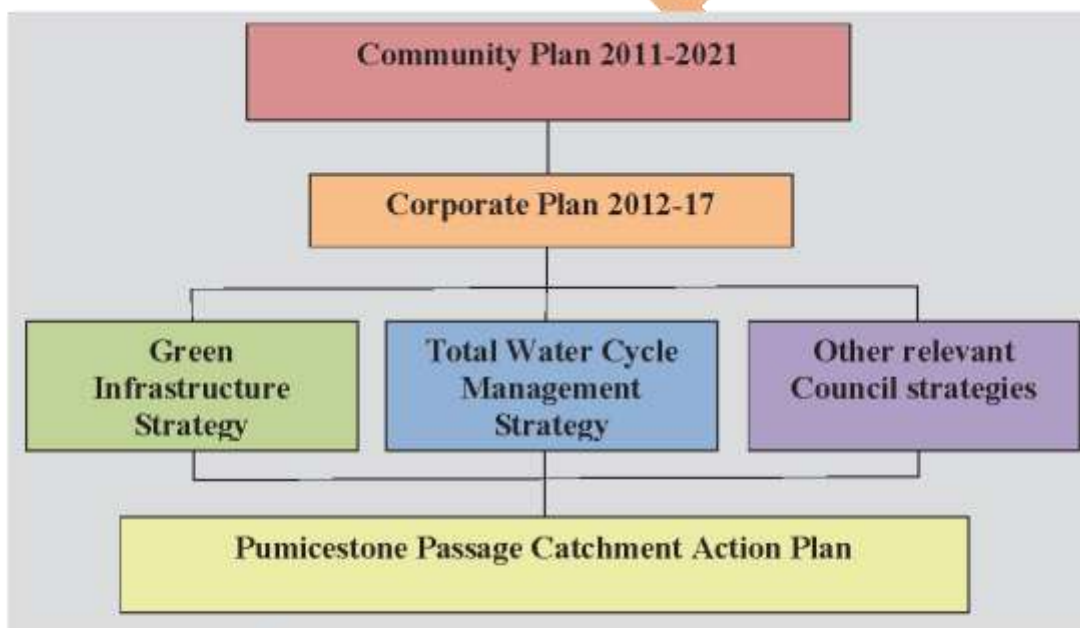 Community Plan 2011-2021
Corporate Plan 2012-17
Green
Infrastructure
Strategy
Total Water Cycle
Management
Strategy
Other relevant
Council strategies
Pumicestone Passage Catchment Action Plan